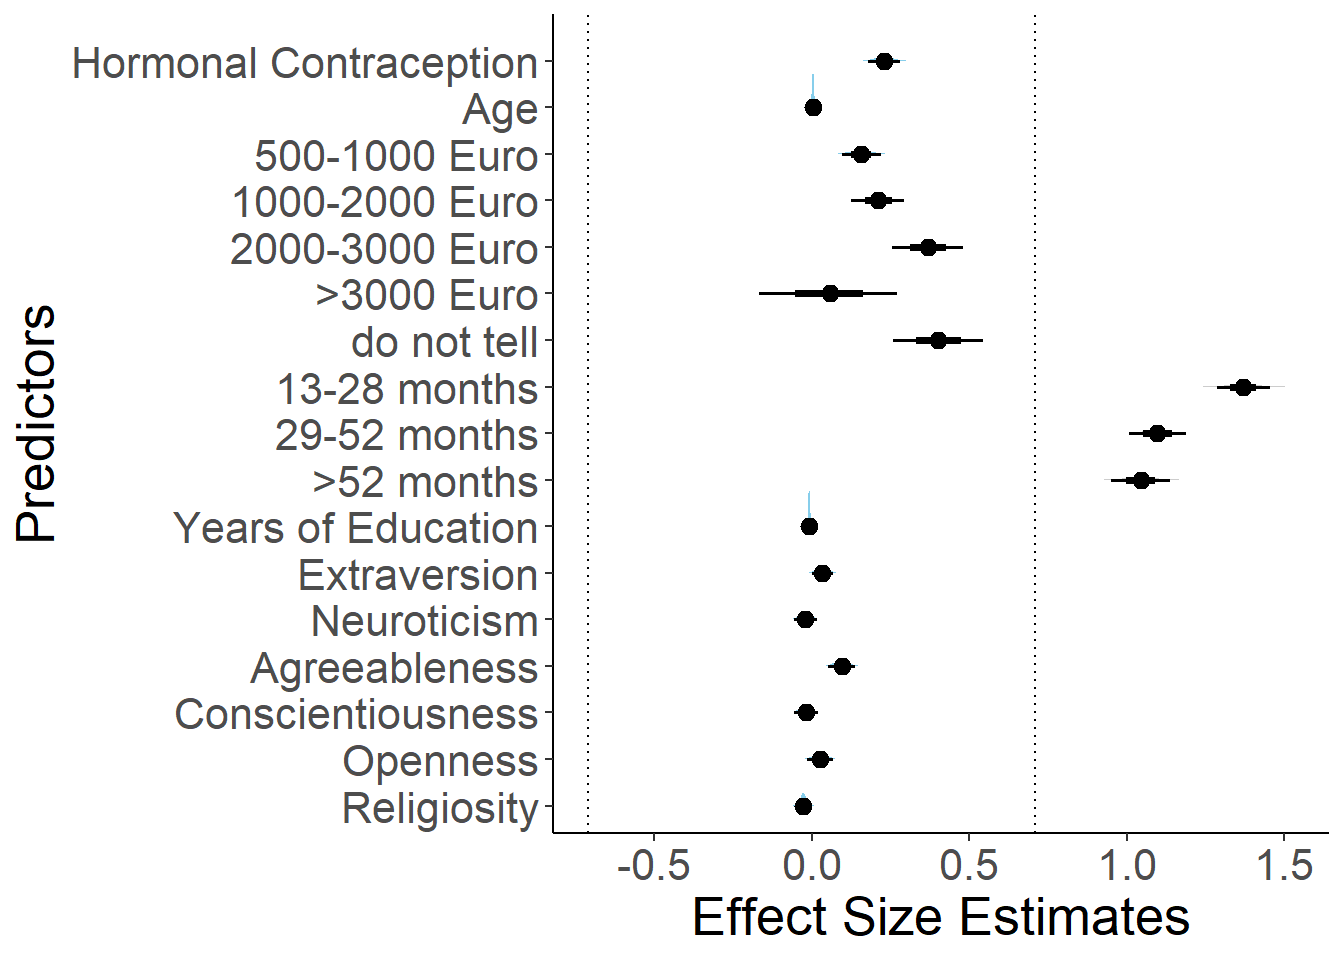 Predictors
Hormonal Contraception
Age
500-1000 Euro
1000-2000 Euro
2000-3000 Euro
>3000 Euro
do not tell
13-28 months
29-52 months
>52 months
Years of Education
Extraversion
Neuroticism
Agreeableness
Conscientiousness
Openness
Religiosity
-0.5 0.0 0.5 1.0 1.5
Effect Size Estimates